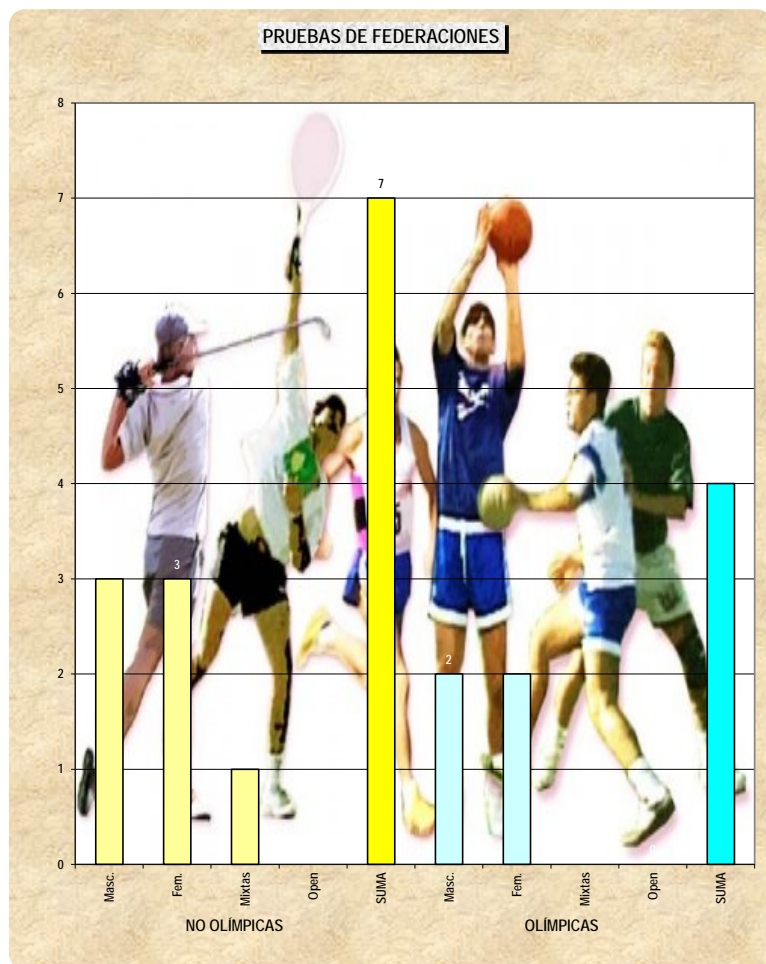 PRUEBAS DE FEDERACIONES
8
7
7
6
5
4
3
3
2
2
1
0
0
Masc.
Fem.
Mixtas
Open
SUMA
Masc.
Fem.
Mixtas
Open
SUMA
NO OLÍMPICAS
OLÍMPICAS